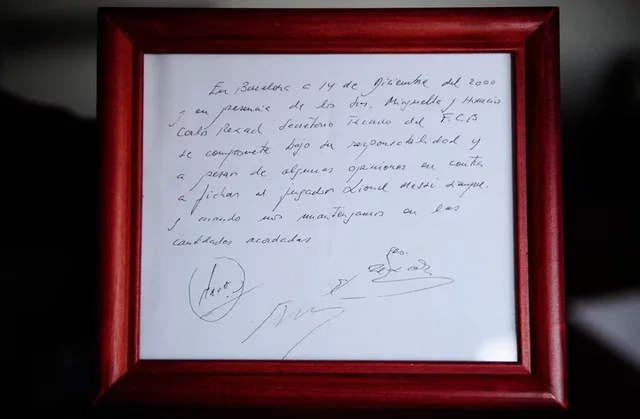 En Barcelona a 14 de Diciembre del 2000
y en presencia de los Sres. Minguella y Horacio
Carlos Rexach Secretario Técnico del F.C.B
se compromete bajo su responsabilidad y
a pesar de algunas opiniones en contra
a fichar al jugador Lionel Messi siempre
y cuando nos mantengamos en las
cantidades acordadas